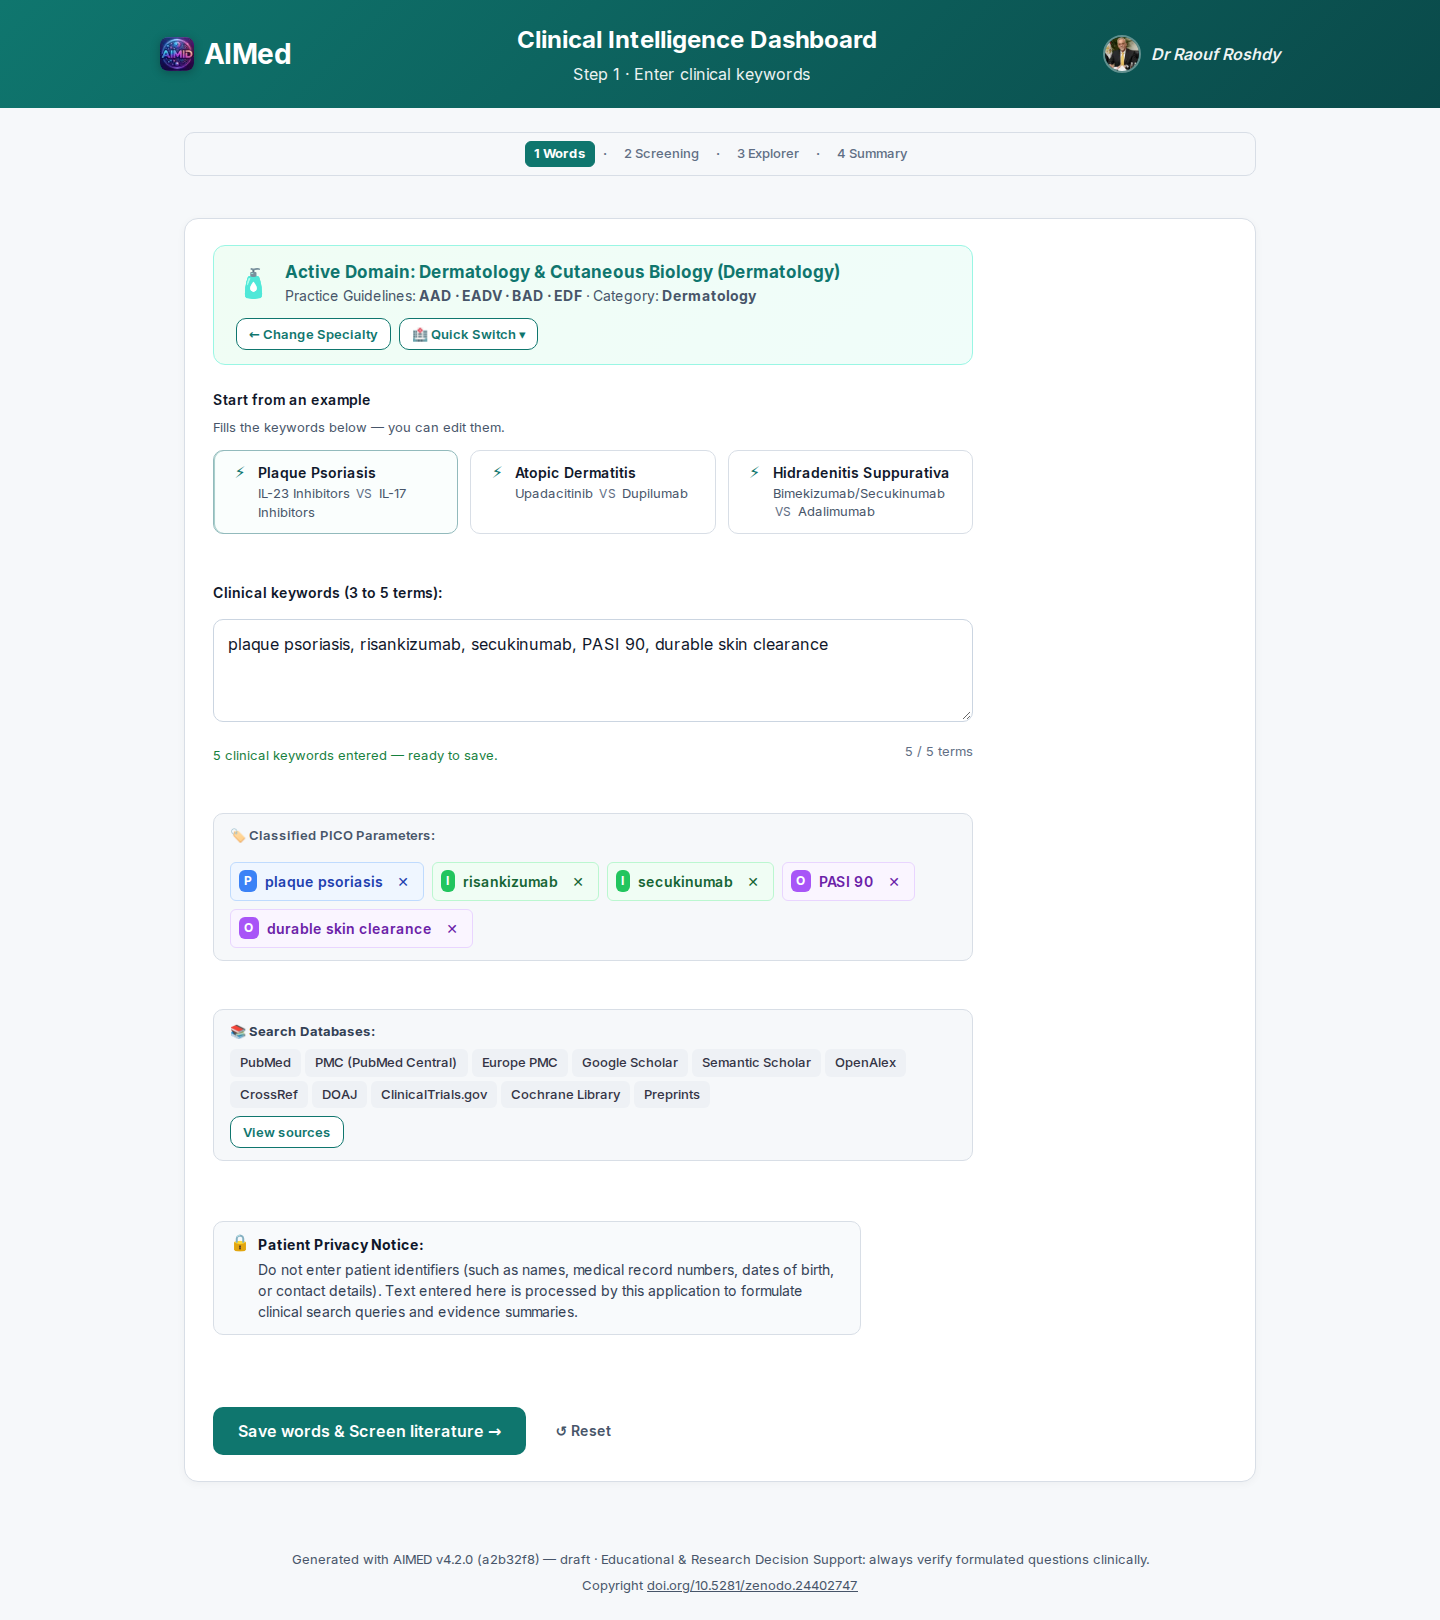 AIMED
AIMed
Clinical Intelligence Dashboard
Step 1 · Enter clinical keywords
Dr Raouf Roshdy
1 Words · 2 Screening · 3 Explorer · 4 Summary
Active Domain: Dermatology & Cutaneous Biology (Dermatology)
Practice Guidelines: AAD · EADV · BAD · EDF · Category: Dermatology
← Change Specialty
🏥 Quick Switch ▾
Start from an example
Fills the keywords below — you can edit them.
⚡ Plaque Psoriasis
IL-23 Inhibitors VS IL-17
Inhibitors
⚡ Atopic Dermatitis
Upadacitinib VS Dupilumab
⚡ Hidradenitis Suppurativa
Bimekizumab/Secukinumab
VS Adalimumab
Clinical keywords (3 to 5 terms):
plaque psoriasis, risankizumab, secukinumab, PASI 90, durable skin clearance
5 clinical keywords entered — ready to save.
5 / 5 terms
🏷️ Classified PICO Parameters:
P plaque psoriasis ✕ I risankizumab ✕ I secukinumab ✕ O PASI 90 ✕
O durable skin clearance ✕
📚 Search Databases:
PubMed PMC (PubMed Central) Europe PMC Google Scholar Semantic Scholar OpenAlex
CrossRef DOAJ ClinicalTrials.gov Cochrane Library Preprints
View sources
🔒 Patient Privacy Notice:
Do not enter patient identifiers (such as names, medical record numbers, dates of birth,
or contact details). Text entered here is processed by this application to formulate
clinical search queries and evidence summaries.
Save words & Screen literature →
↺ Reset
Generated with AIMED v4.2.0 (a2b32f8) — draft · Educational & Research Decision Support: always verify formulated questions clinically.
Copyright doi.org/10.5281/zenodo.24402747